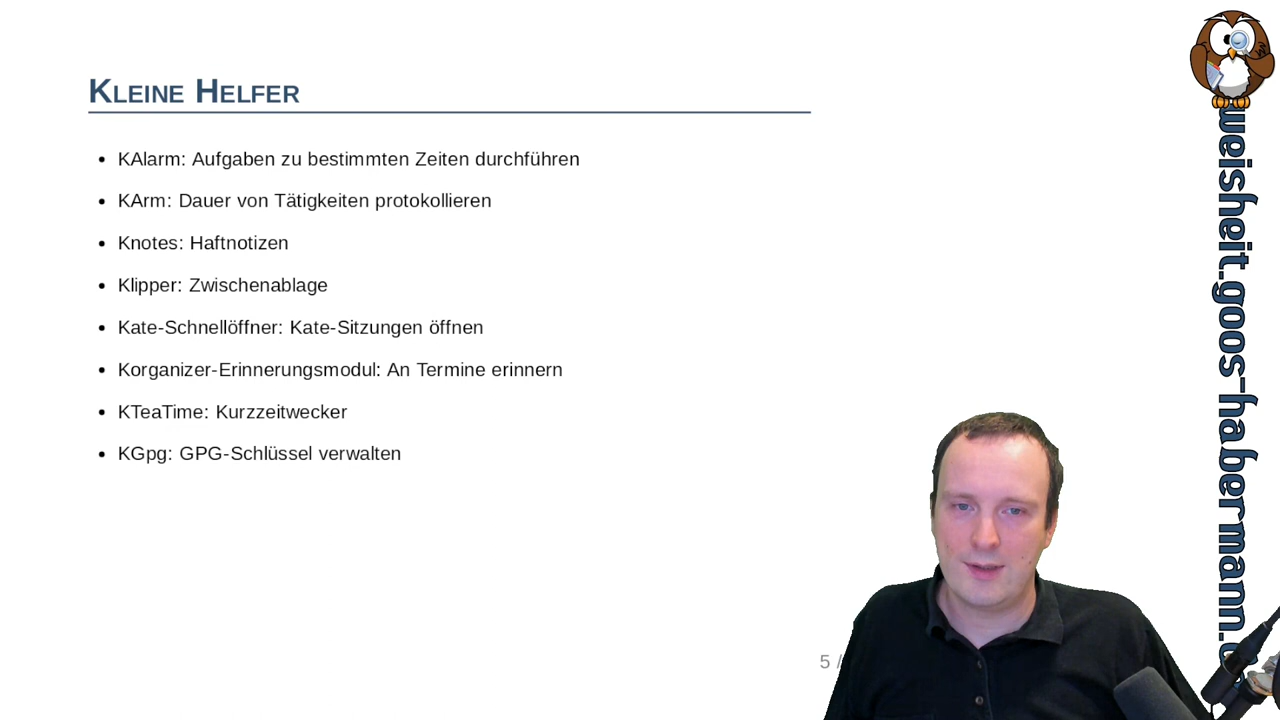 Kleine Helfer
KAlarm: Aufgaben zu bestimmten Zeiten durchführen
KArm: Dauer von Tätigkeiten protokollieren
Knotes: Haftnotizen
Klipper: Zwischenablage
Kate-Schnellöffner: Kate-Sitzungen öffnen
Korganizer-Erinnerungsmodul: An Termine erinnern
KTeaTime: Kurzzeitwecker
KGpg: GPG-Schlüssel verwalten
5 /
weisheit.goos-habermann.